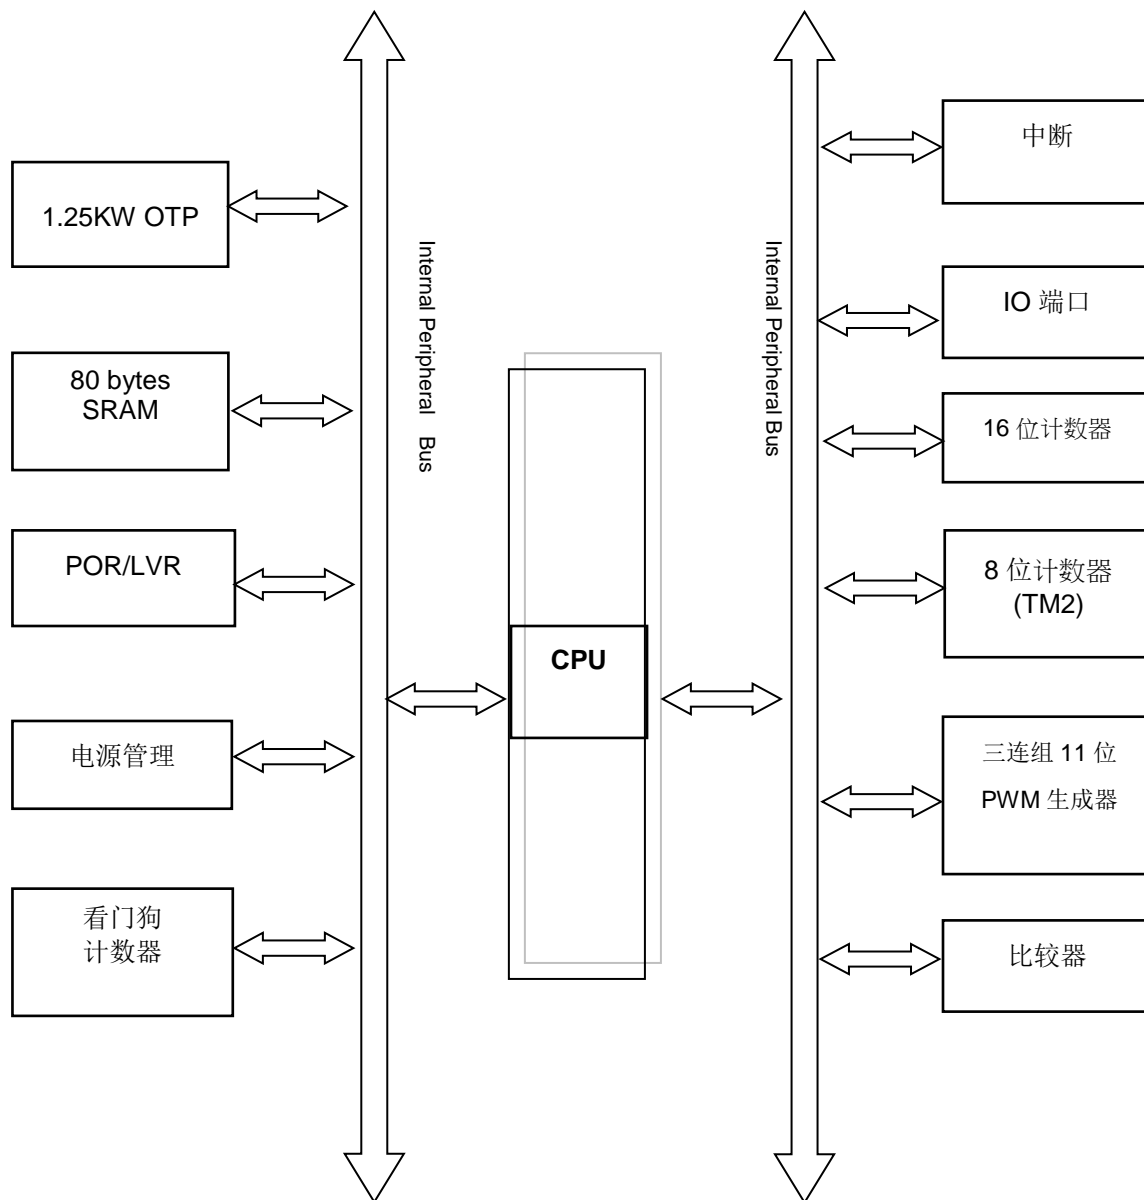 1.25KW OTP
80 bytes
SRAM
POR/LVR
电源管理
看门狗
计数器
Internal Peripheral Bus
CPU
Internal Peripheral Bus
中断
IO 端口
16 位计数器
8 位计数器
(TM2)
三连组 11 位
PWM 生成器
比较器